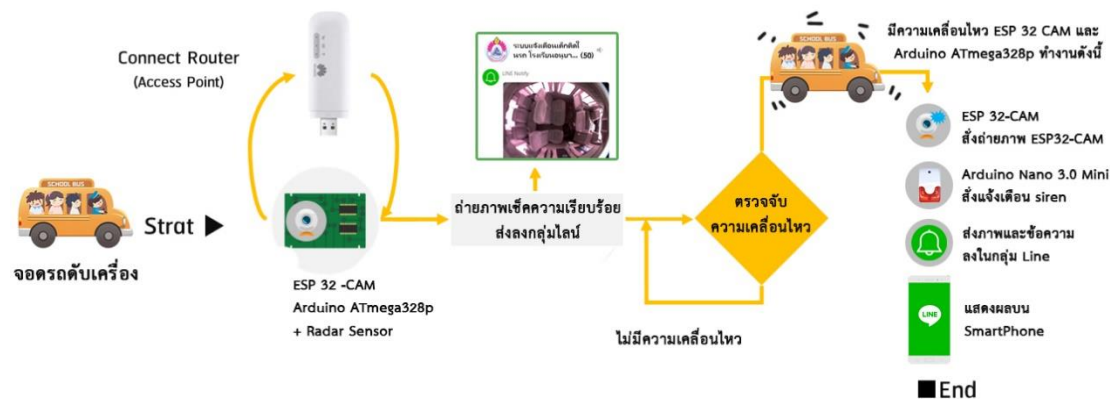 SCHOOL BUS
จอดรถดับเครื่อง
Strat
Connect Router
(Access Point)
ESP 32 -CAM
Arduino ATmega328p
+ Radar Sensor
ระบบแจ้งเตือนเด็กติดใ
LINE Notify
ถ่ายภาพเช็คความเรียบร้อย
ส่งลงกลุ่มไลน์
ตรวจจับ
ความเคลื่อนไหว
ไม่มีความเคลื่อนไหว
SCHOOL BUS
มีความเคลื่อนไหว ESP 32 CAM และ
Arduino ATmega328p ทำงานดังนี้
ESP 32-CAM
สั่งถ่ายภาพ ESP32-CAM
Arduino Nano 3.0 Mini
สั่งแจ้งเตือน siren
ส่งภาพและข้อความ
ลงในกลุ่ม Line
LINE
แสดงผลบน
SmartPhone
End